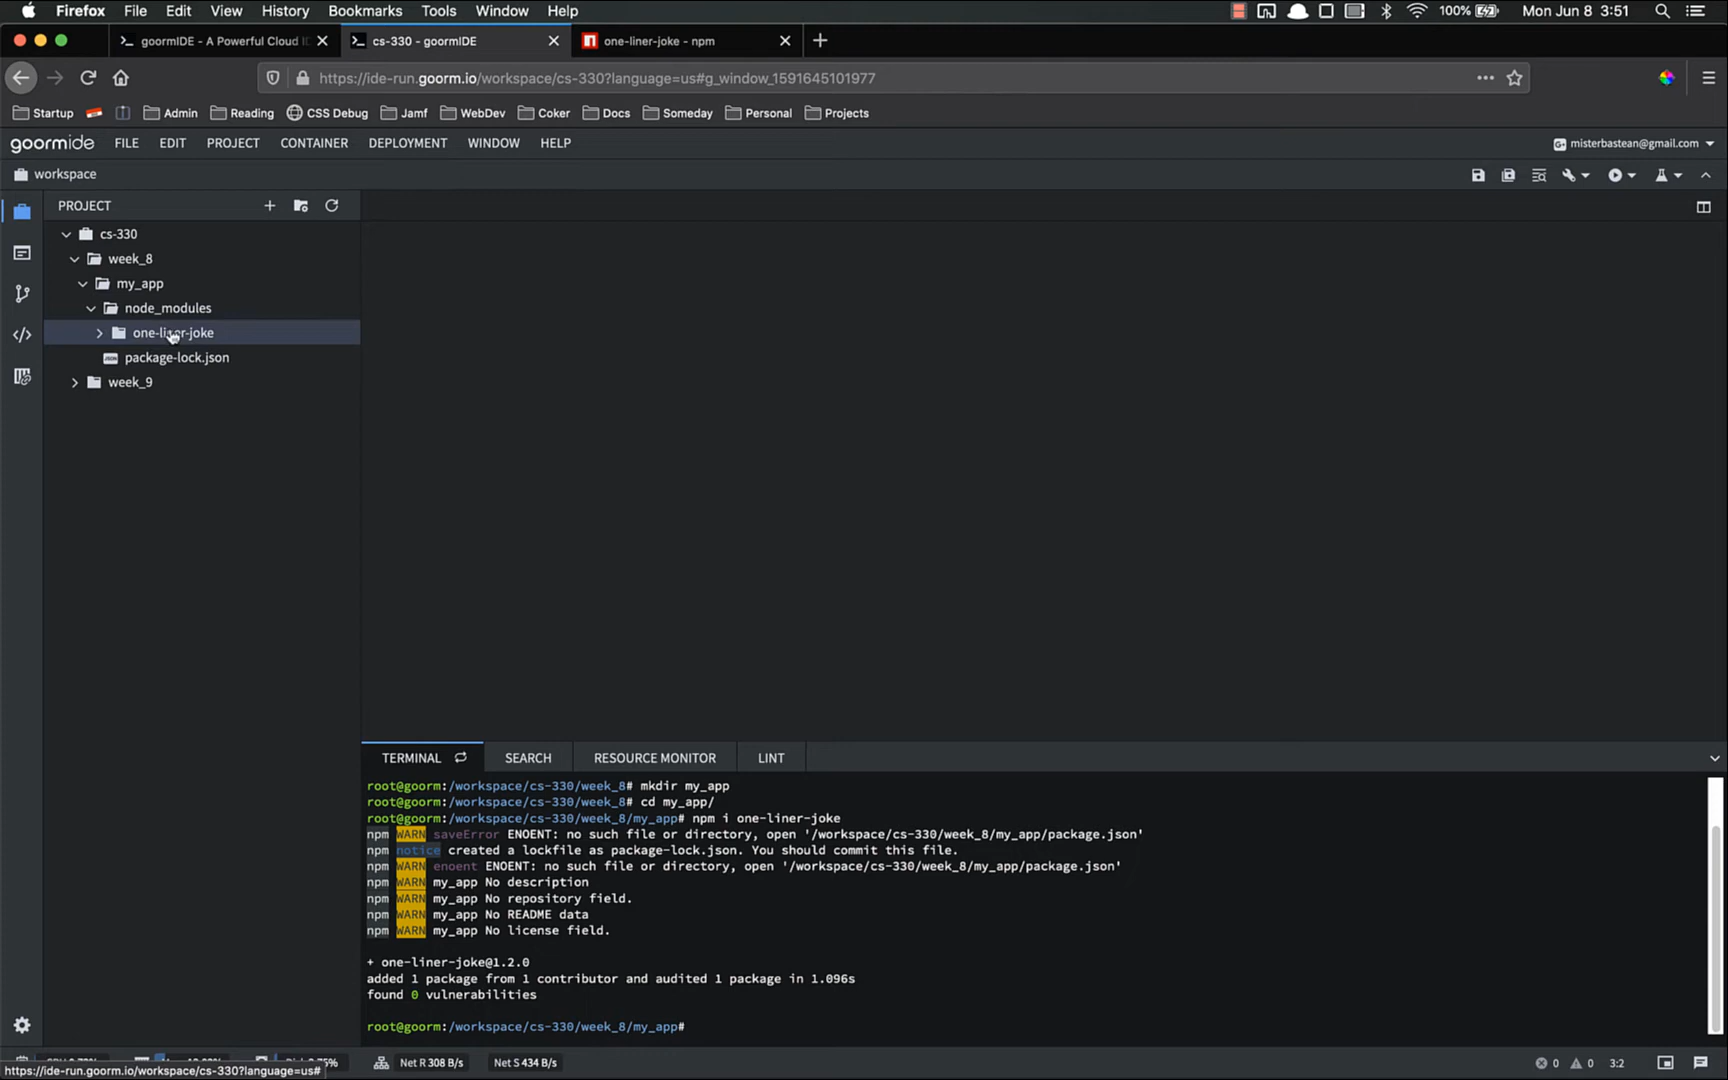 Firefox File Edit View History Bookmarks Tools Window Help 100% Mon Jun 8 3:51
goormIDE - A Powerful Cloud I
cs-330 - goormIDE
one-liner-joke - npm
https://ide-run.goorm.io/workspace/cs-330?language=us#g_window_1591645101977
Startup Admin Reading CSS Debug Jamf WebDev Coker Docs Someday Personal Projects
goormide FILE EDIT PROJECT CONTAINER DEPLOYMENT WINDOW HELP misterbastean@gmail.com
workspace
PROJECT
cs-330
week_8
my_app
node_modules
one-liner-joke
package-lock.json
week_9
TERMINAL SEARCH RESOURCE MONITOR LINT
root@goorm:/workspace/cs-330/week_8# mkdir my_app
root@goorm:/workspace/cs-330/week_8# cd my_app/
root@goorm:/workspace/cs-330/week_8/my_app# npm i one-liner-joke
npm WARN saveError ENOENT: no such file or directory, open '/workspace/cs-330/week_8/my_app/package.json'
npm notice created a lockfile as package-lock.json. You should commit this file.
npm WARN enoent ENOENT: no such file or directory, open '/workspace/cs-330/week_8/my_app/package.json'
npm WARN my_app No description
npm WARN my_app No repository field.
npm WARN my_app No README data
npm WARN my_app No license field.
+ one-liner-joke@1.2.0
added 1 package from 1 contributor and audited 1 package in 1.096s
found 0 vulnerabilities
root@goorm:/workspace/cs-330/week_8/my_app#
Net R 308 B/s Net S 434 B/s 0 0 3:2
https://ide-run.goorm.io/workspace/cs-330?language=us#